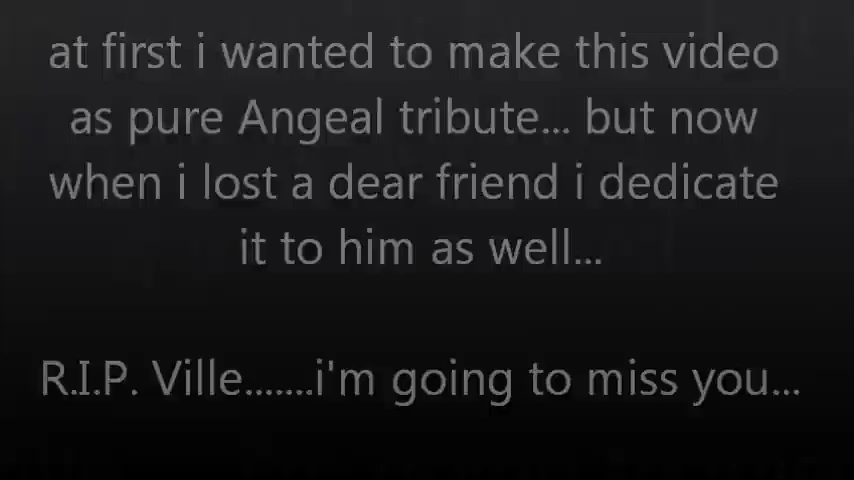 at first i wanted to make this video
as pure Angeal tribute... but now
when i lost a dear friend i dedicate
it to him as well...
R.I.P. Ville.......i'm going to miss you...